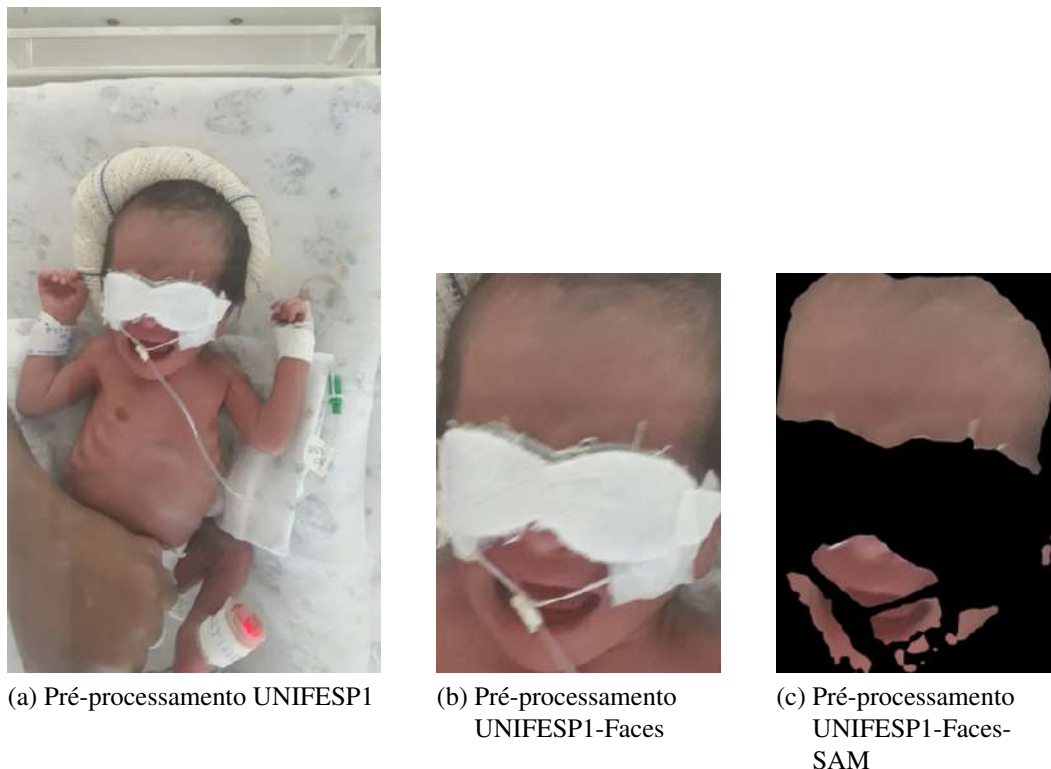 (a) Pré-processamento UNIFESP1
(b) Pré-processamento
UNIFESP1-Faces
(c) Pré-processamento
UNIFESP1-Faces-
SAM